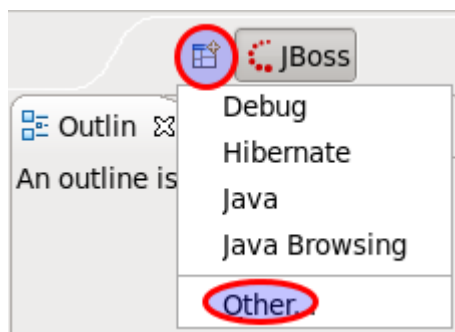 JBoss
Outlin
An outline is
Debug
Hibernate
Java
Java Browsing
Other...